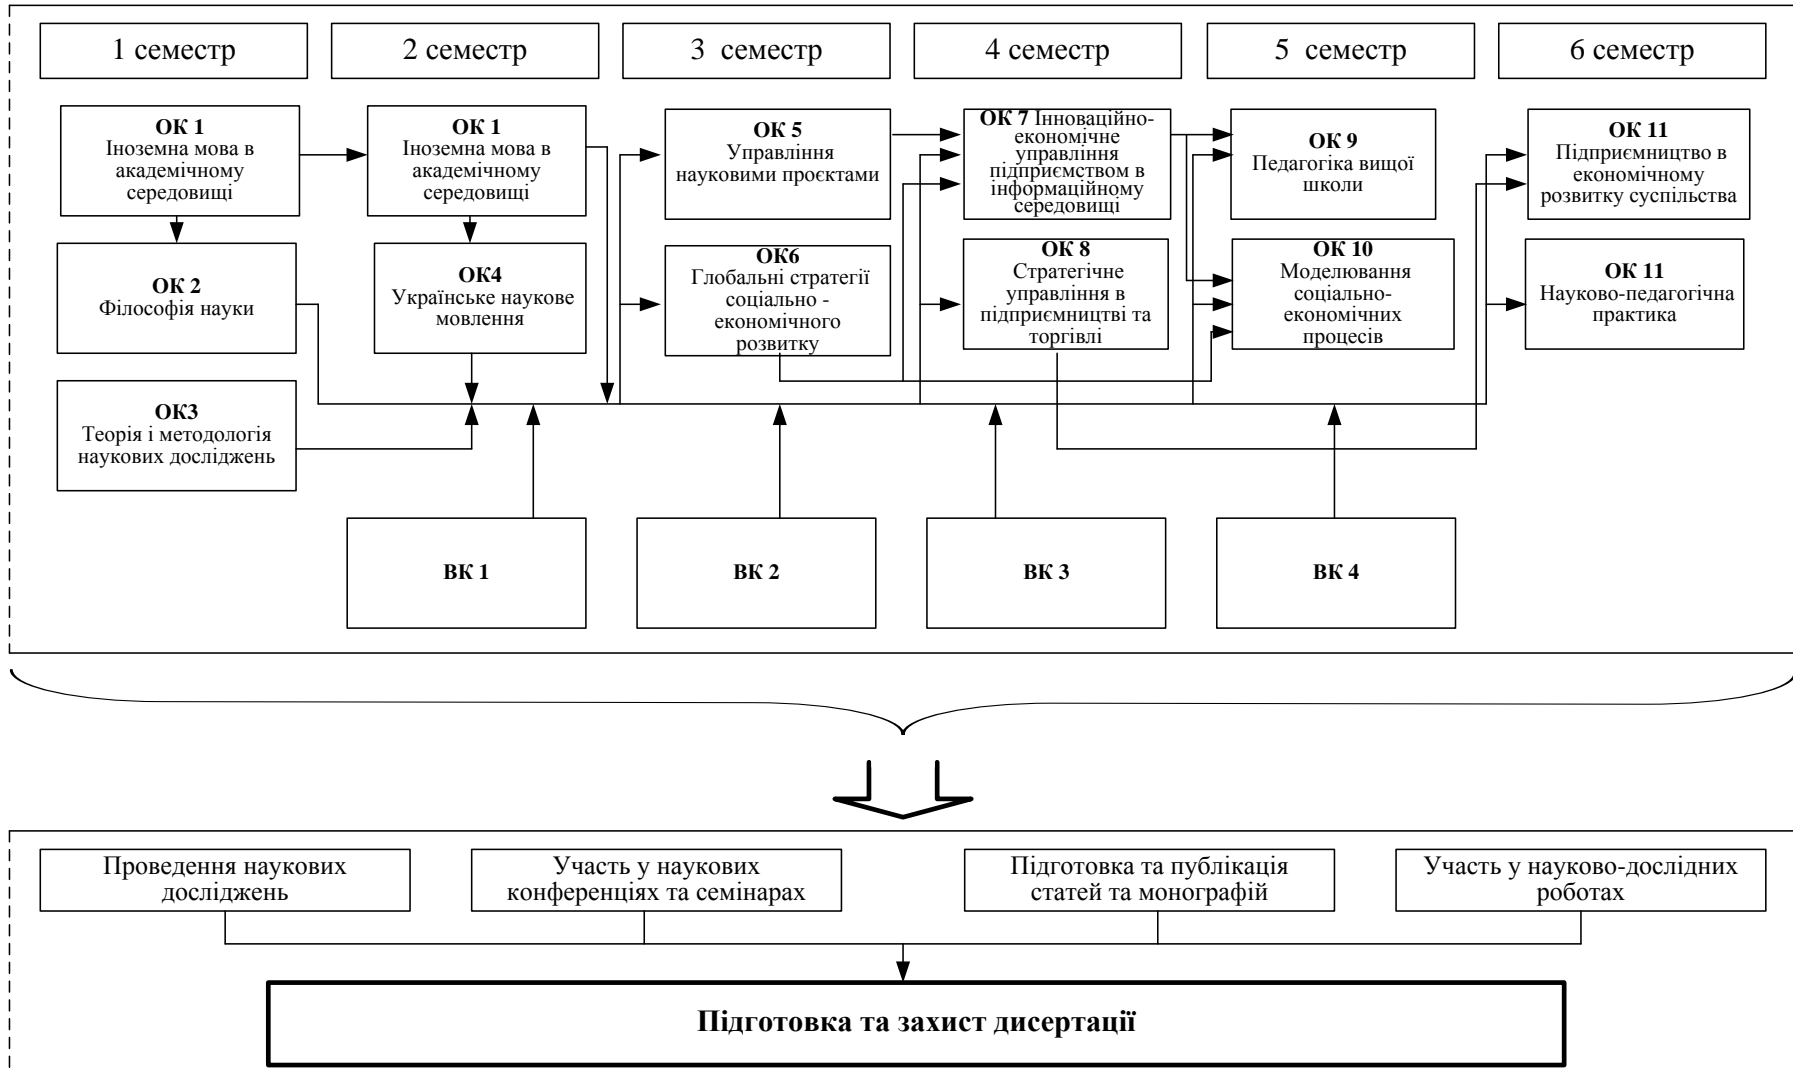 1 семестр
2 семестр
3 семестр
4 семестр
5 семестр
6 семестр
ОК 1
Іноземна мова в
академічному
середовищі
ОК 1
Іноземна мова в
академічному
середовищі
ОК 5
Управління
науковими проєктами
ОК 7 Інноваційно-
економічне
управління
підприємством в
інформаційному
середовищі
ОК 9
Педагогіка вищої
школи
ОК 11
Підприємництво в
економічному
розвитку суспільства
ОК 2
Філософія науки
ОК4
Українське наукове
мовлення
ОК6
Глобальні стратегії
соціально -
економічного
розвитку
ОК 8
Стратегічне
управління в
підприємництві та
торгівлі
ОК 10
Моделювання
соціально-
економічних
процесів
ОК 11
Науково-педагогічна
практика
ОК3
Теорія і методологія
наукових досліджень
ВК 1
ВК 2
ВК 3
ВК 4
Проведення наукових
досліджень
Участь у наукових
конференціях та семінарах
Підготовка та публікація
статей та монографій
Участь у науково-дослідних
роботах
Підготовка та захист дисертації